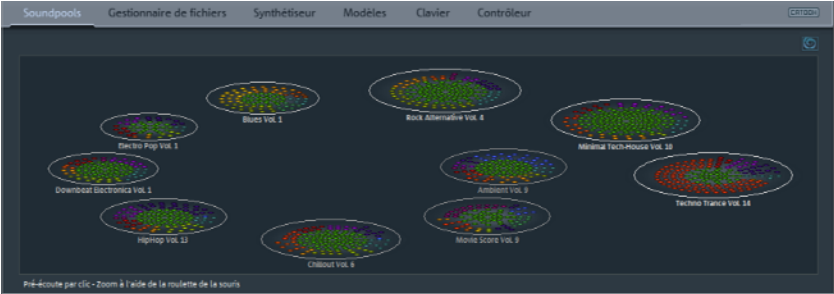 Soundpools
Gestionnaire de fichiers
Synthétiseur
Modèles
Clavier
Contrôleur
Blues Vol. 1
Rock Alternative Vol. 4
Electro Pop Vol. 1
Minimal Tech-House Vol. 10
Downbeat Electronica Vol. 1
Ambient Vol. 9
Techno Trance Vol. 14
HipHop Vol. 13
Movie Score Vol. 9
Chillout Vol. 6
Pré-écoute par clic - Zoom à l'aide de la roulette de la souris